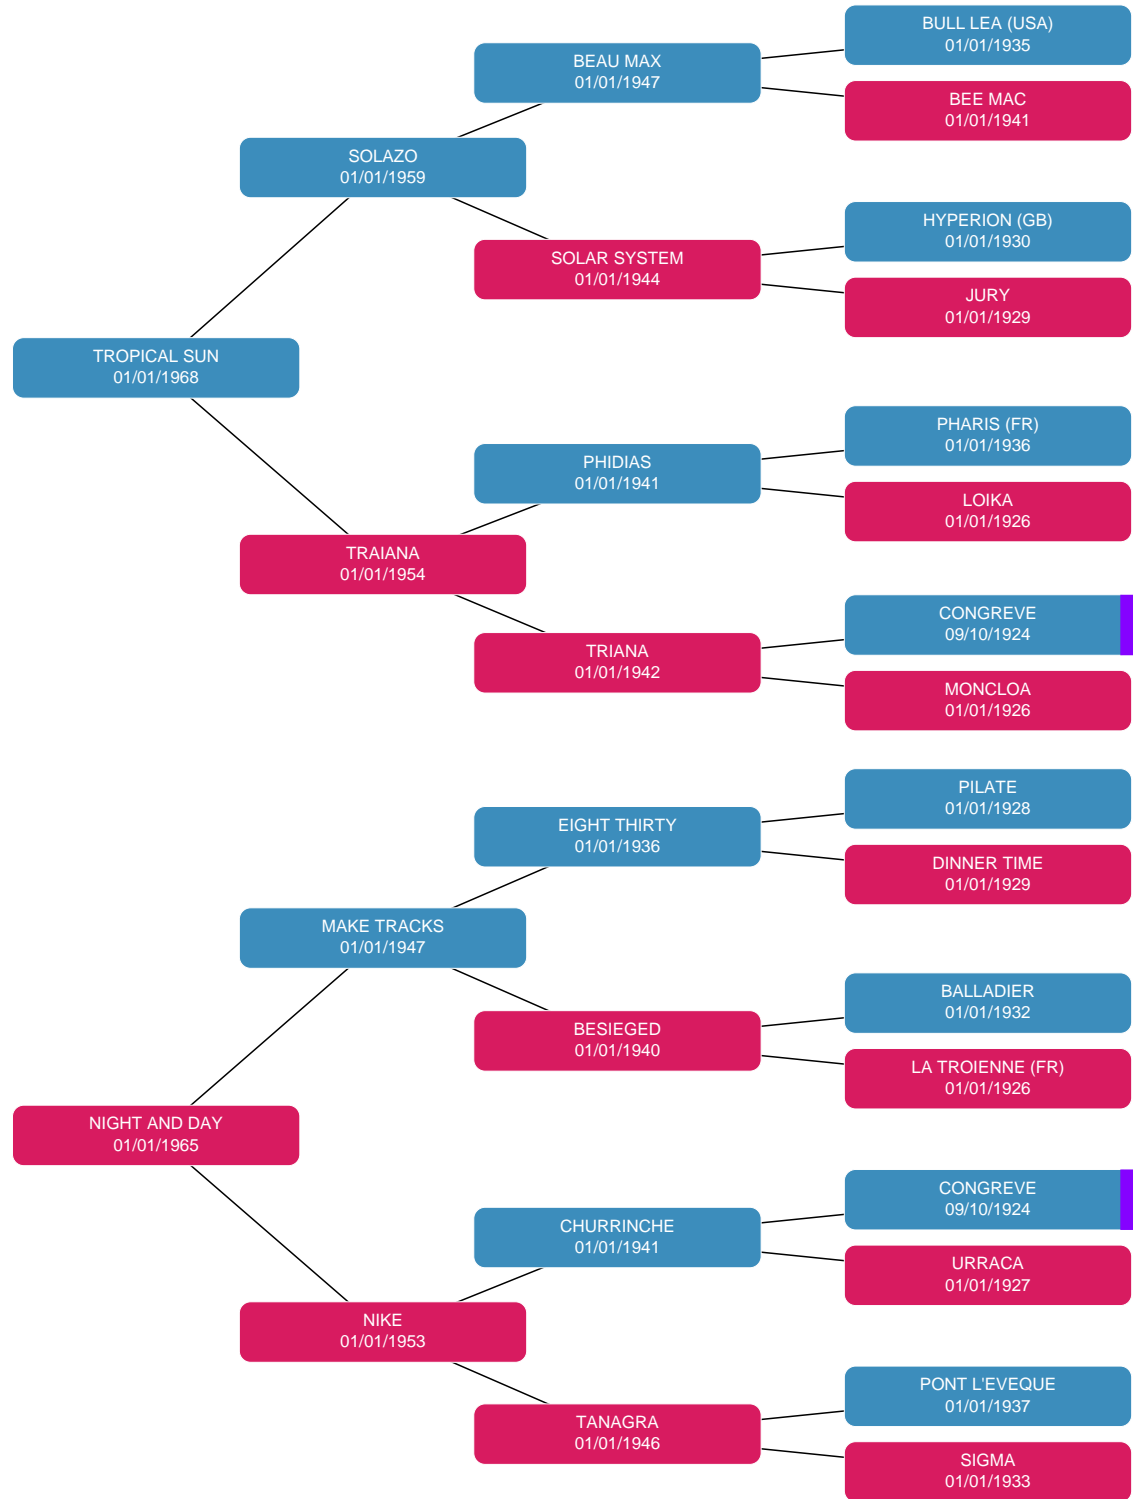 BULL LEA (USA)
01/01/1935
BEAU MAX
01/01/1947
BEE MAC
01/01/1941
SOLAZO
01/01/1959
HYPERION (GB)
01/01/1930
SOLAR SYSTEM
01/01/1944
JURY
01/01/1929
TROPICAL SUN
01/01/1968
PHARIS (FR)
01/01/1936
PHIDIAS
01/01/1941
LOIKA
01/01/1926
TRAIANA
01/01/1954
CONGREVE
09/10/1924
TRIANA
01/01/1942
MONCLOA
01/01/1926
PILATE
01/01/1928
EIGHT THIRTY
01/01/1936
DINNER TIME
01/01/1929
MAKE TRACKS
01/01/1947
BALLADIER
01/01/1932
BESIEGED
01/01/1940
LA TROIENNE (FR)
01/01/1926
NIGHT AND DAY
01/01/1965
CONGREVE
09/10/1924
CHURRINCHE
01/01/1941
URRACA
01/01/1927
NIKE
01/01/1953
PONT L'EVEQUE
01/01/1937
TANAGRA
01/01/1946
SIGMA
01/01/1933